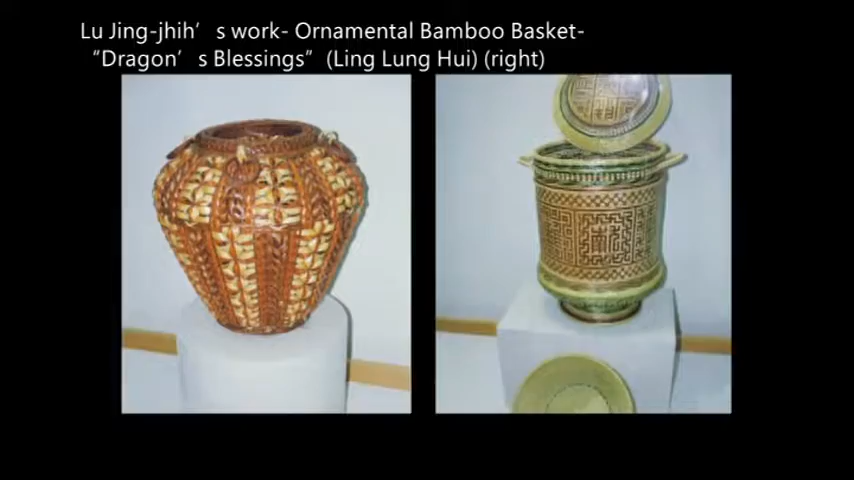 Lu Jing-jhih’s work- Ornamental Bamboo Basket-
“Dragon’s Blessings” (Ling Lung Hui) (right)